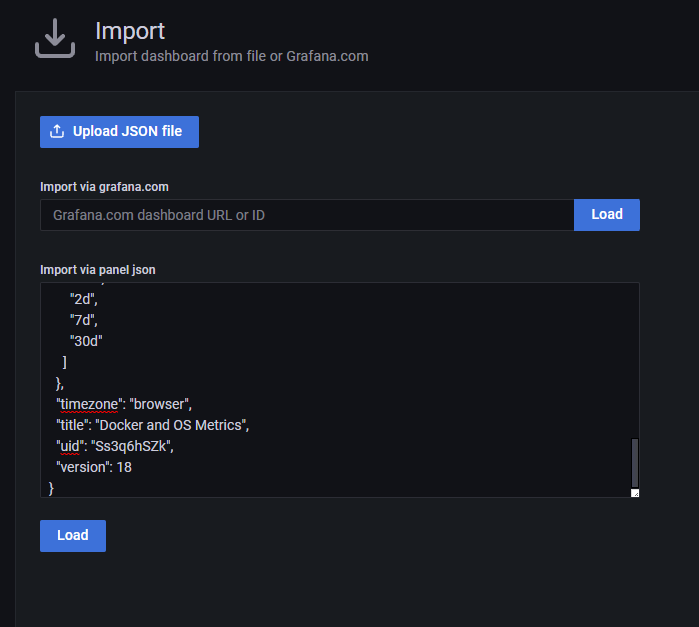 Import
Import dashboard from file or Grafana.com
Upload JSON file
Import via grafana.com
Grafana.com dashboard URL or ID
Load
Import via panel json
"2d",
"7d",
"30d"
]
},
"timezone": "browser",
"title": "Docker and OS Metrics",
"uid": "Ss3q6hSZk",
"version": 18
}
Load